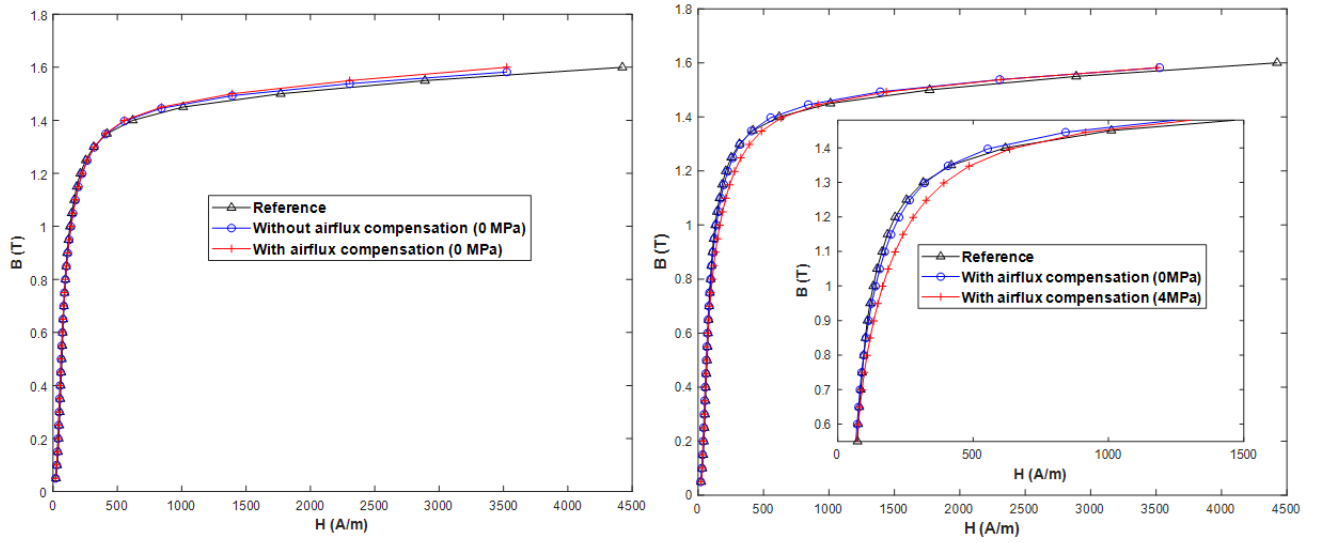 1.8
1.6
1.4
1.2
1
0.8
0.6
0.4
0.2
0
B (T)
Reference
Without airflux compensation (0 MPa)
With airflux compensation (0 MPa)
0 500 1000 1500 2000 2500 3000 3500 4000 4500
H (A/m)
1.8
1.6
1.4
1.2
1
0.8
0.6
0.4
0.2
0
B (T)
1.4
1.3
1.2
1.1
1
0.9
0.8
0.7
0.6
B (T)
Reference
With airflux compensation (0MPa)
With airflux compensation (4MPa)
0 500 1000 1500
H (A/m)
0 500 1000 1500 2000 2500 3000 3500 4000 4500
H (A/m)